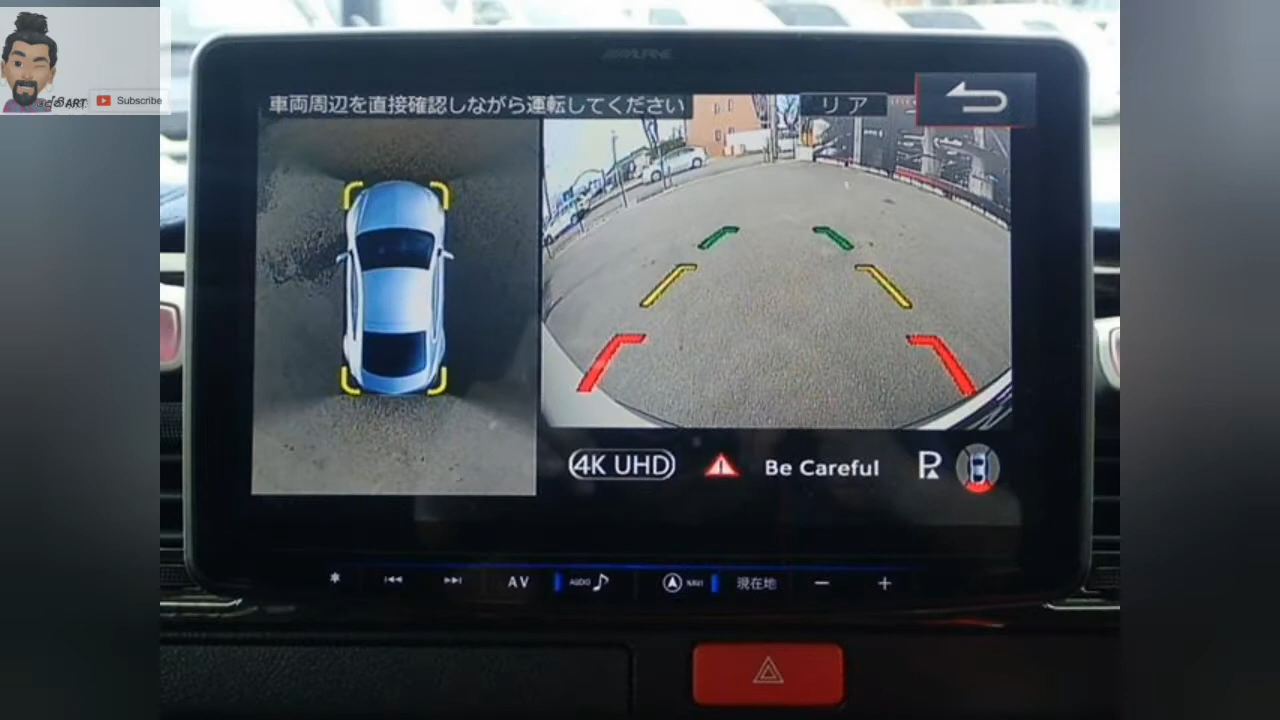 ART
Subscribe
ALPINE
車両周辺を直接確認しながら運転してください
リア
4K UHD
Be Careful
P
AV
AUDIO
NAVI
現在地